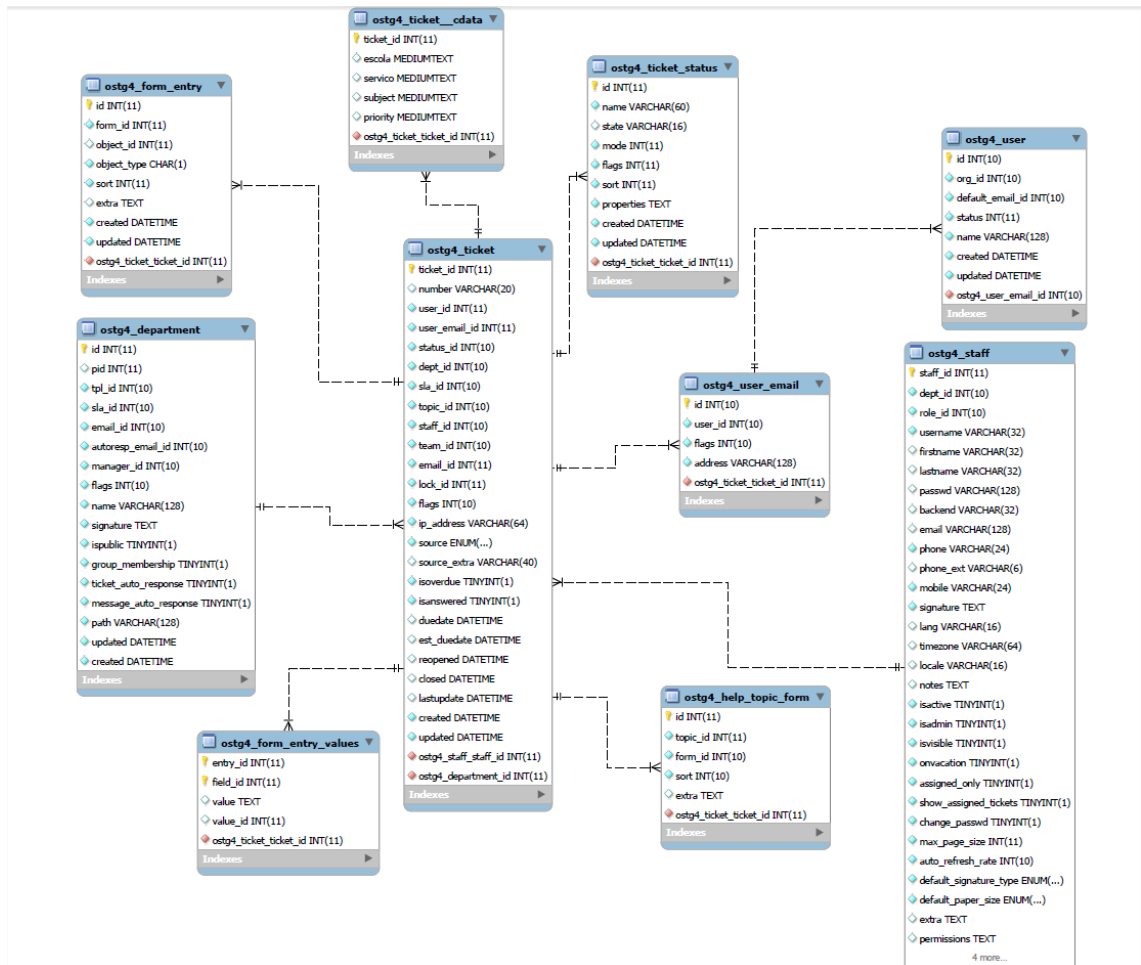 ostg4_ticket__cdata
ticket_id INT(11)
escola MEDIUMTEXT
servico MEDIUMTEXT
subject MEDIUMTEXT
priority MEDIUMTEXT
ostg4_ticket_ticket_id INT(11)
Indexes
ostg4_form_entry
id INT(11)
form_id INT(11)
object_id INT(11)
object_type CHAR(1)
sort INT(11)
extra TEXT
created DATETIME
updated DATETIME
ostg4_ticket_ticket_id INT(11)
Indexes
ostg4_ticket_status
id INT(11)
name VARCHAR(60)
state VARCHAR(16)
mode INT(11)
flags INT(11)
sort INT(11)
properties TEXT
created DATETIME
updated DATETIME
ostg4_ticket_ticket_id INT(11)
Indexes
ostg4_user
id INT(10)
org_id INT(10)
default_email_id INT(10)
status INT(11)
name VARCHAR(128)
created DATETIME
updated DATETIME
ostg4_user_email_id INT(10)
Indexes
ostg4_ticket
ticket_id INT(11)
number VARCHAR(20)
user_id INT(11)
user_email_id INT(11)
status_id INT(10)
dept_id INT(10)
sla_id INT(10)
topic_id INT(10)
staff_id INT(10)
team_id INT(10)
email_id INT(11)
lock_id INT(11)
flags INT(10)
ip_address VARCHAR(64)
source ENUM(...)
source_extra VARCHAR(40)
isoverdue TINYINT(1)
isanswered TINYINT(1)
duedate DATETIME
est_duedate DATETIME
reopened DATETIME
closed DATETIME
lastupdate DATETIME
created DATETIME
updated DATETIME
ostg4_staff_staff_id INT(11)
ostg4_department_id INT(11)
Indexes
ostg4_department
id INT(11)
pid INT(11)
tpl_id INT(10)
sla_id INT(10)
email_id INT(10)
autoresp_email_id INT(10)
manager_id INT(10)
flags INT(10)
name VARCHAR(128)
signature TEXT
ispublic TINYINT(1)
group_membership TINYINT(1)
ticket_auto_response TINYINT(1)
message_auto_response TINYINT(1)
path VARCHAR(128)
updated DATETIME
created DATETIME
Indexes
ostg4_user_email
id INT(10)
user_id INT(10)
flags INT(10)
address VARCHAR(128)
ostg4_ticket_ticket_id INT(11)
Indexes
ostg4_staff
staff_id INT(11)
dept_id INT(10)
role_id INT(10)
username VARCHAR(32)
firstname VARCHAR(32)
lastname VARCHAR(32)
passwd VARCHAR(128)
backend VARCHAR(32)
email VARCHAR(128)
phone VARCHAR(24)
phone_ext VARCHAR(6)
mobile VARCHAR(24)
signature TEXT
lang VARCHAR(16)
timezone VARCHAR(64)
locale VARCHAR(16)
notes TEXT
isactive TINYINT(1)
isadmin TINYINT(1)
isvisible TINYINT(1)
onvacation TINYINT(1)
assigned_only TINYINT(1)
show_assigned_tickets TINYINT(1)
change_passwd TINYINT(1)
max_page_size INT(11)
auto_refresh_rate INT(10)
default_signature_type ENUM(...)
default_paper_size ENUM(...)
extra TEXT
permissions TEXT
4 more...
ostg4_form_entry_values
entry_id INT(11)
field_id INT(11)
value TEXT
value_id INT(11)
ostg4_ticket_ticket_id INT(11)
Indexes
ostg4_help_topic_form
id INT(11)
topic_id INT(11)
form_id INT(10)
sort INT(10)
extra TEXT
ostg4_ticket_ticket_id INT(11)
Indexes